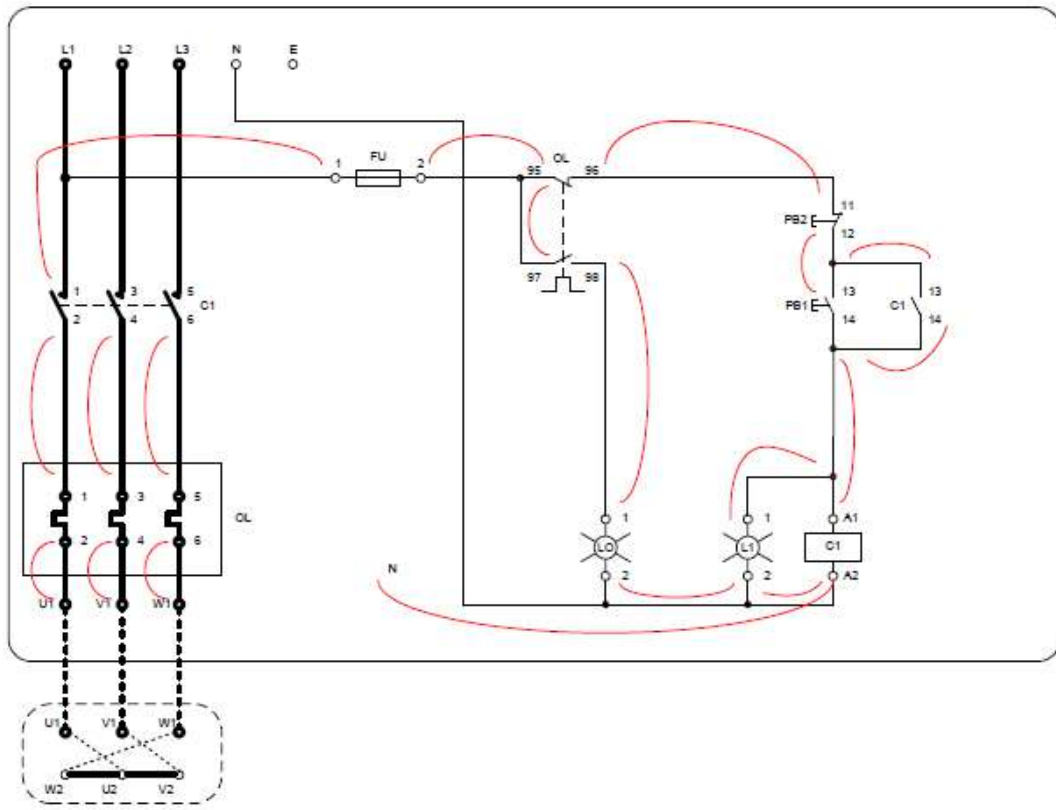 L1 L2 L3 N E
1 FU 2 95 OL 96
11
PB2
12
97 98
1 3 5 C1 13 13
2 4 6 PB1 C1
14 14
1 3 5
OL
2 4 6
1 1 A1
LO L1 C1
N 2 2 A2
U1 V1 W1
U1 V1 W1
W2 U2 V2